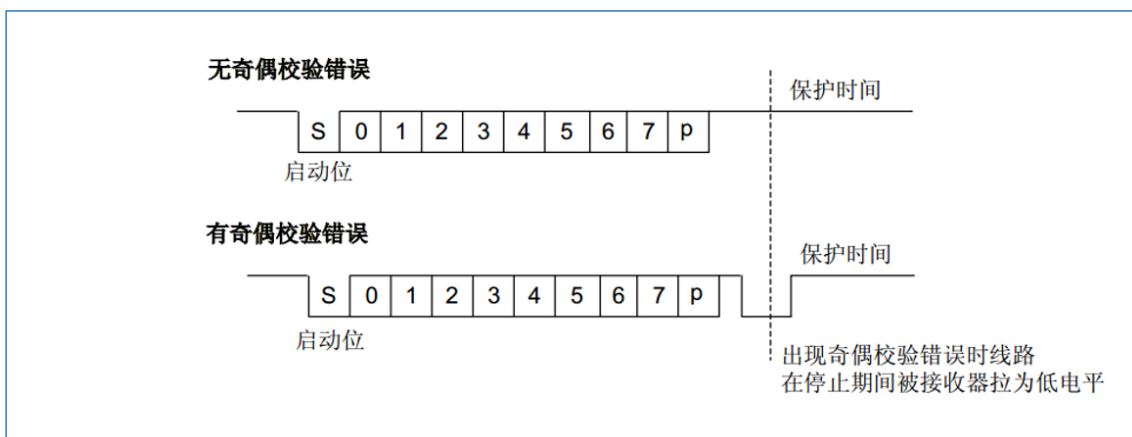 无奇偶校验错误
保护时间
S 0 1 2 3 4 5 6 7 p
启动位
有奇偶校验错误
保护时间
S 0 1 2 3 4 5 6 7 p
启动位
出现奇偶校验错误时线路
在停止期间被接收器拉为低电平